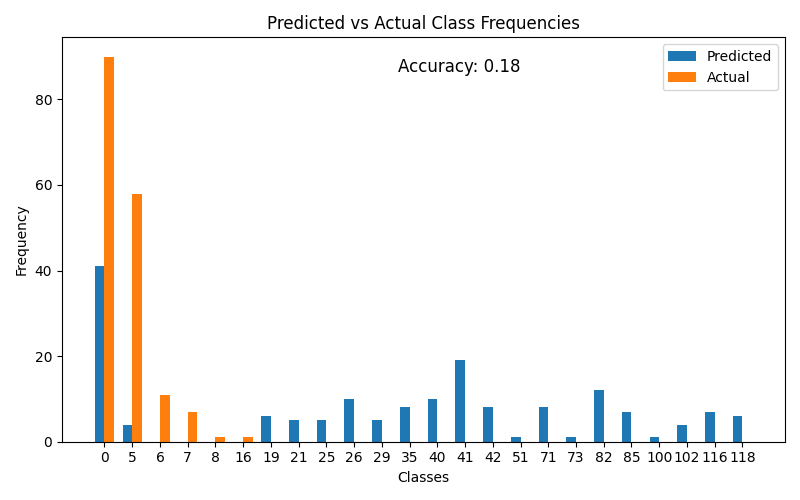 Predicted vs Actual Class Frequencies
Accuracy: 0.18
Predicted
Actual
Frequency
80
60
40
20
0
0 5 6 7 8 16 19 21 25 26 29 35 40 41 42 51 71 73 82 85 100 102 116 118
Classes